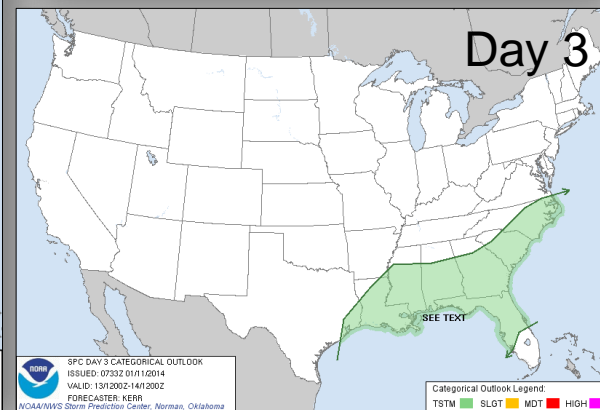 Day 3
SEE TEXT
NOAA
SPC DAY 3 CATEGORICAL OUTLOOK
ISSUED: 0733Z 01/11/2014
VALID: 13/1200Z-14/1200Z
FORECASTER: KERR
NOAA/NWS Storm Prediction Center, Norman, Oklahoma
Categorical Outlook Legend:
TSTM SLGT MDT HIGH